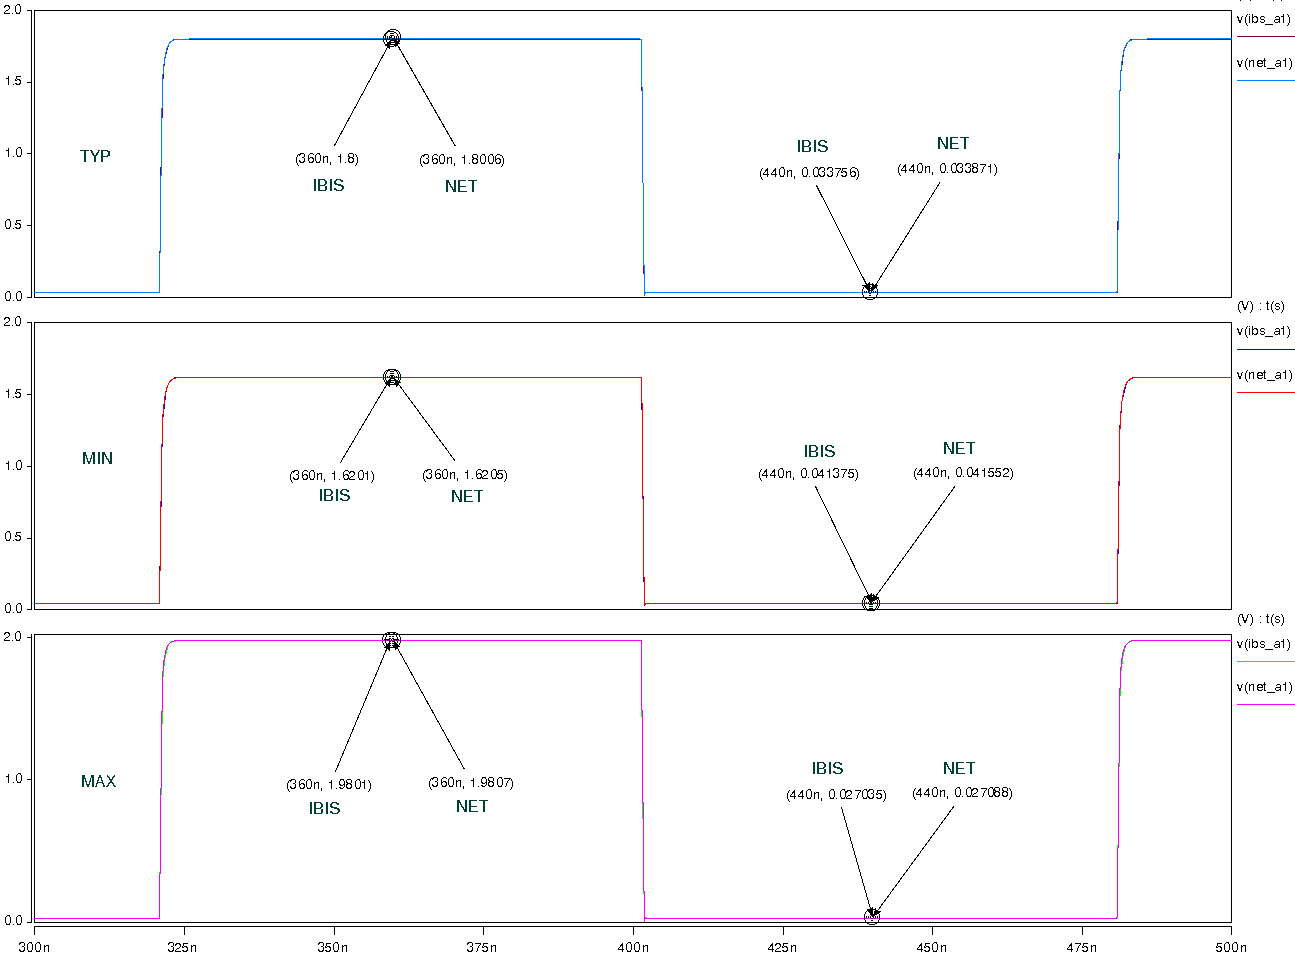 2.0
v(ibs_a1)
v(net_a1)
1.5
1.0
0.5
0.0
TYP
(360n, 1.8)
IBIS
(360n, 1.8006)
NET
IBIS
(440n, 0.033756)
NET
(440n, 0.033871)
(V) : t(s)
2.0
v(ibs_a1)
v(net_a1)
1.5
1.0
0.5
0.0
MIN
(360n, 1.6201)
IBIS
(360n, 1.6205)
NET
IBIS
(440n, 0.041375)
NET
(440n, 0.041552)
(V) : t(s)
2.0
v(ibs_a1)
v(net_a1)
1.0
0.0
MAX
(360n, 1.9801)
IBIS
(360n, 1.9807)
NET
IBIS
(440n, 0.027035)
NET
(440n, 0.027088)
300n 325n 350n 375n 400n 425n 450n 475n 500n